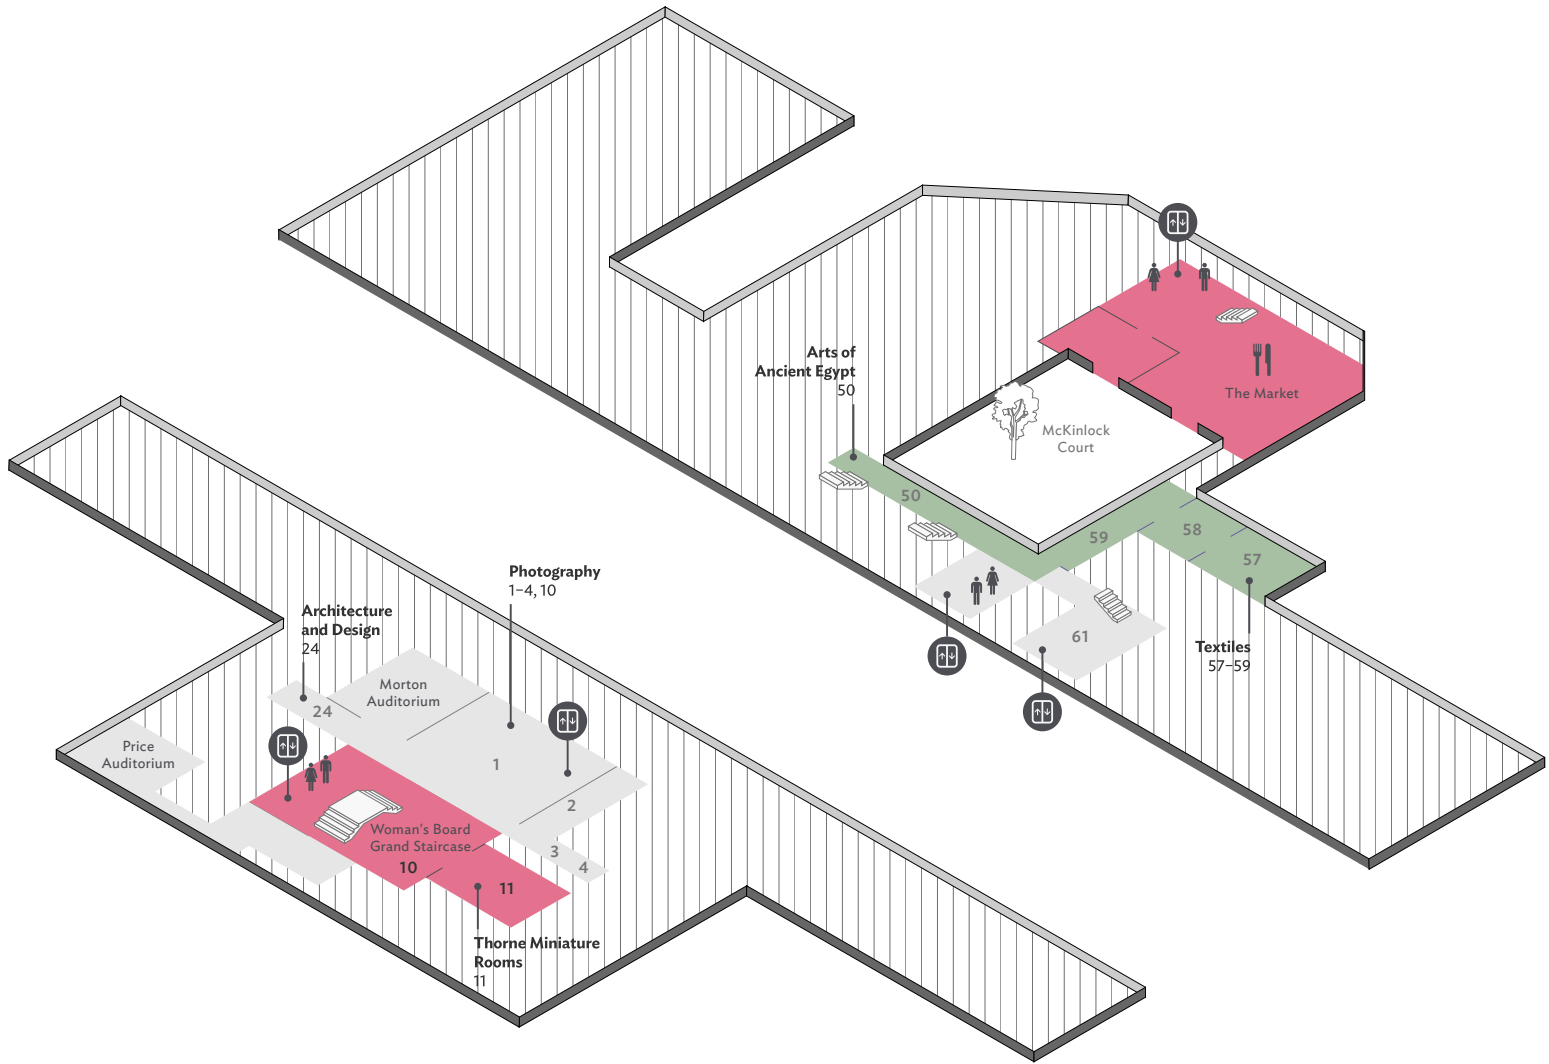 Arts of
Ancient Egypt
50
The Market
McKinlock
Court
50
59
58
57
61
Textiles
57–59
Photography
1–4, 10
Architecture
and Design
24
Morton
Auditorium
24
Price
Auditorium
1
2
Woman's Board
Grand Staircase
3
4
10
11
Thorne Miniature
Rooms
11